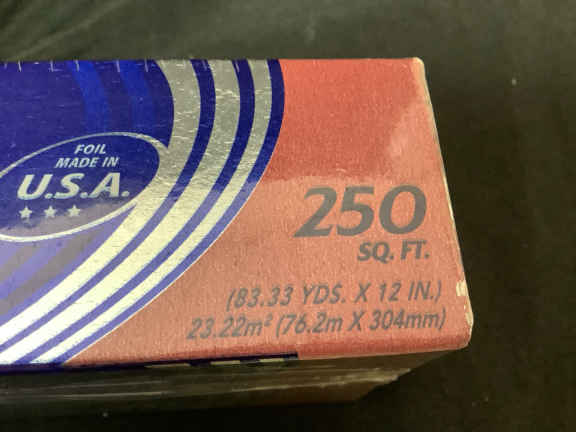 FOIL
MADE IN
U.S.A.
250
SQ. FT.
(83.33 YDS. X 12 IN.)
23.22m² (76.2m X 304mm)